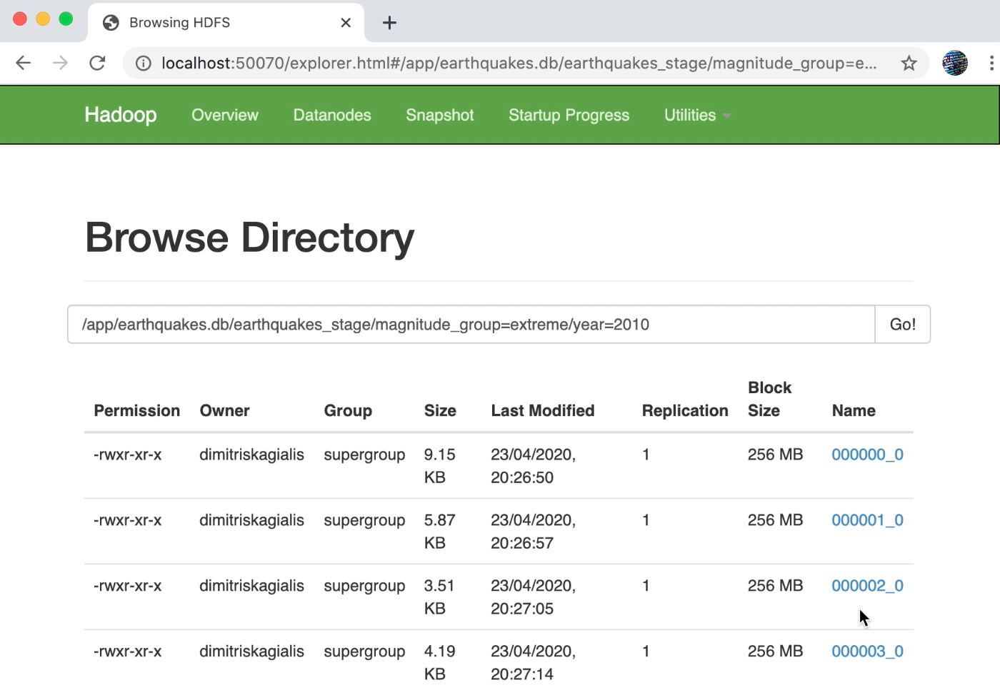 Browsing HDFS
localhost:50070/explorer.html#/app/earthquakes.db/earthquakes_stage/magnitude_group=e...
Hadoop Overview Datanodes Snapshot Startup Progress Utilities
Browse Directory
/app/earthquakes.db/earthquakes_stage/magnitude_group=extreme/year=2010 Go!
Block
Permission Owner Group Size Last Modified Replication Size Name
-rwxr-xr-x dimitriskagialis supergroup 9.15 23/04/2020, 1 256 MB 000000_0
KB 20:26:50
-rwxr-xr-x dimitriskagialis supergroup 5.87 23/04/2020, 1 256 MB 000001_0
KB 20:26:57
-rwxr-xr-x dimitriskagialis supergroup 3.51 23/04/2020, 1 256 MB 000002_0
KB 20:27:05
-rwxr-xr-x dimitriskagialis supergroup 4.19 23/04/2020, 1 256 MB 000003_0
KB 20:27:14